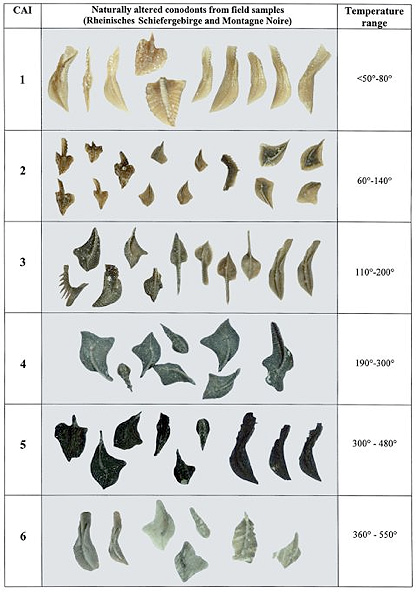 CAI
Naturally altered conodonts from field samples
(Rheinisches Schiefergebirge and Montagne Noire)
Temperature
range
1
<50°-80°
2
60°-140°
3
110°-200°
4
190°-300°
5
300° - 480°
6
360° - 550°